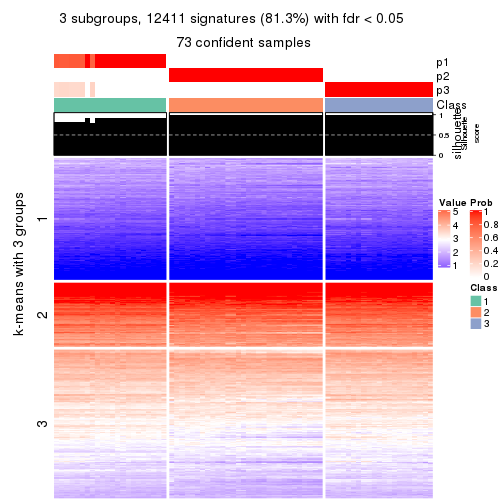 3 subgroups, 12411 signatures (81.3%) with fdr < 0.05
73 confident samples
p1
p2
p3
Class
1
0.5
0
silhouette
Silhouette
score
k-means with 3 groups
1
2
3
Value
5
4
3
2
1
Prob
1
0.8
0.6
0.4
0.2
0
Class
1
2
3